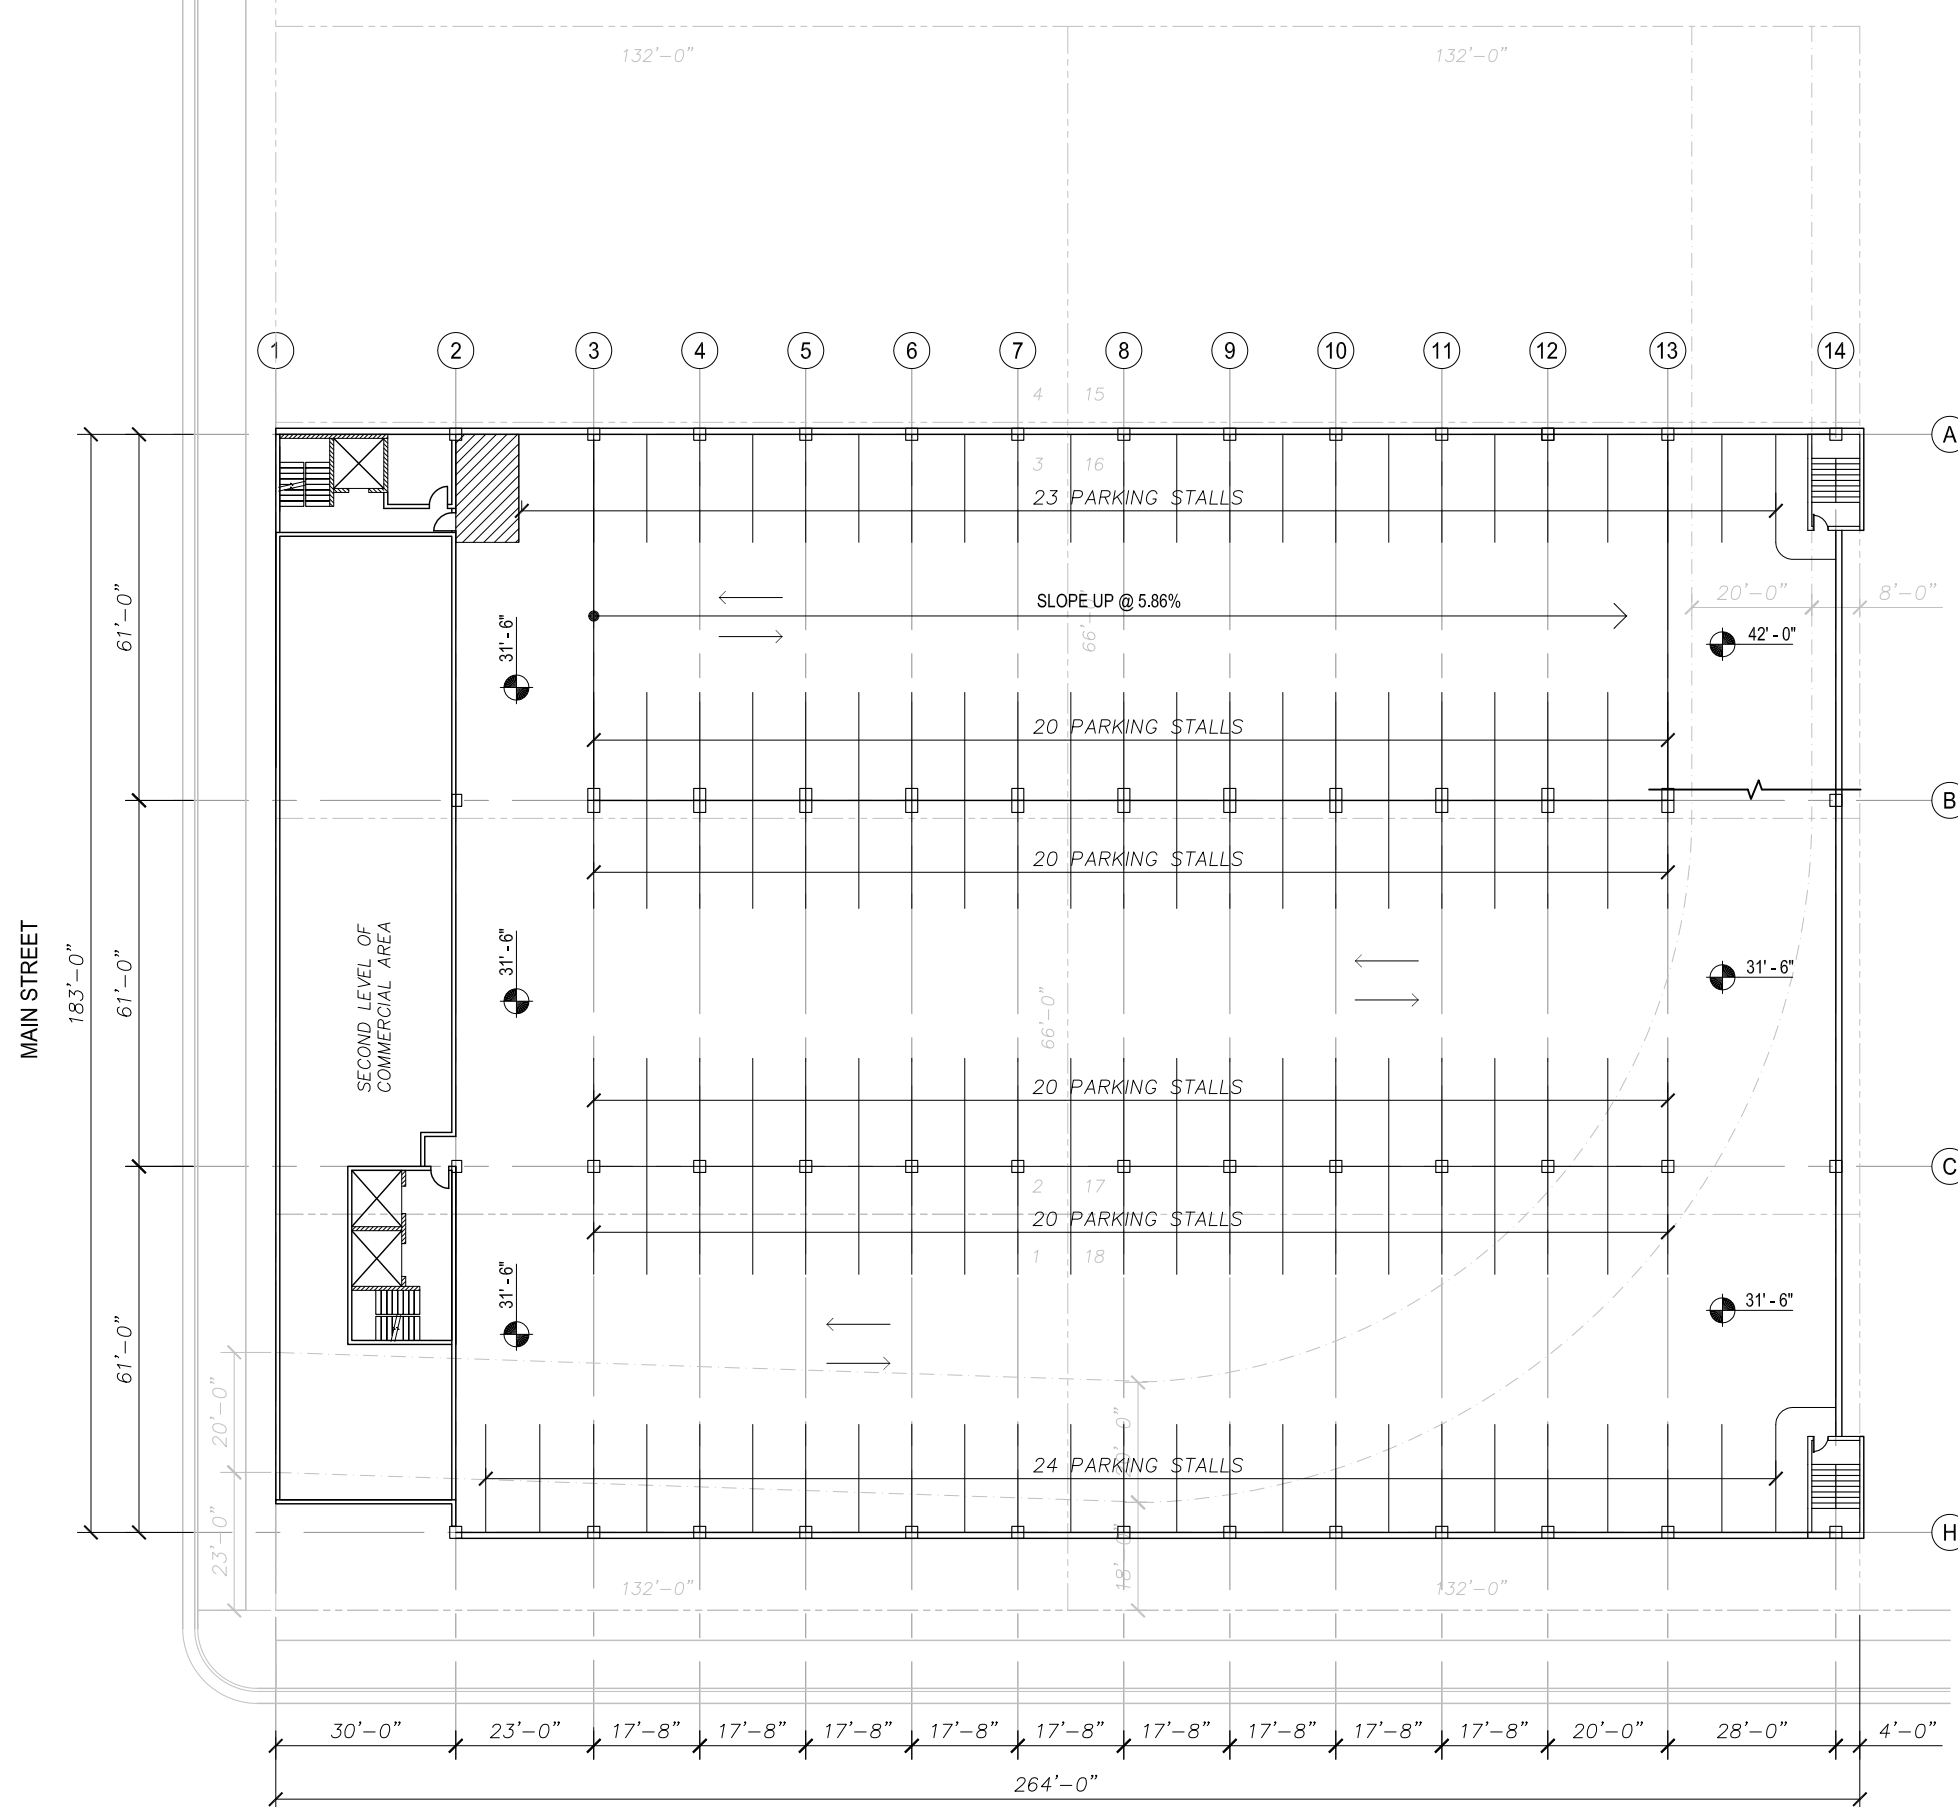 132'-0" 132'-0"
1 2 3 4 5 6 7 8 9 10 11 12 13 14
4 15
A
3 16
23 PARKING STALLS
61'-0"
31'-6"
SLOPE UP @ 5.86%
66'-0"
20'-0" 8'-0"
42'-0"
20 PARKING STALLS
B
20 PARKING STALLS
MAIN STREET
183'-0"
61'-0"
SECOND LEVEL OF
COMMERCIAL AREA
31'-6"
66'-0"
31'-6"
20 PARKING STALLS
C
2 17
20 PARKING STALLS
1 18
61'-0"
31'-6"
31'-6"
20'-0"
20'-0"
24 PARKING STALLS
23'-0"
18'-0"
H
132'-0" 132'-0"
30'-0" 23'-0" 17'-8" 17'-8" 17'-8" 17'-8" 17'-8" 17'-8" 17'-8" 17'-8" 17'-8" 20'-0" 28'-0" 4'-0"
264'-0"